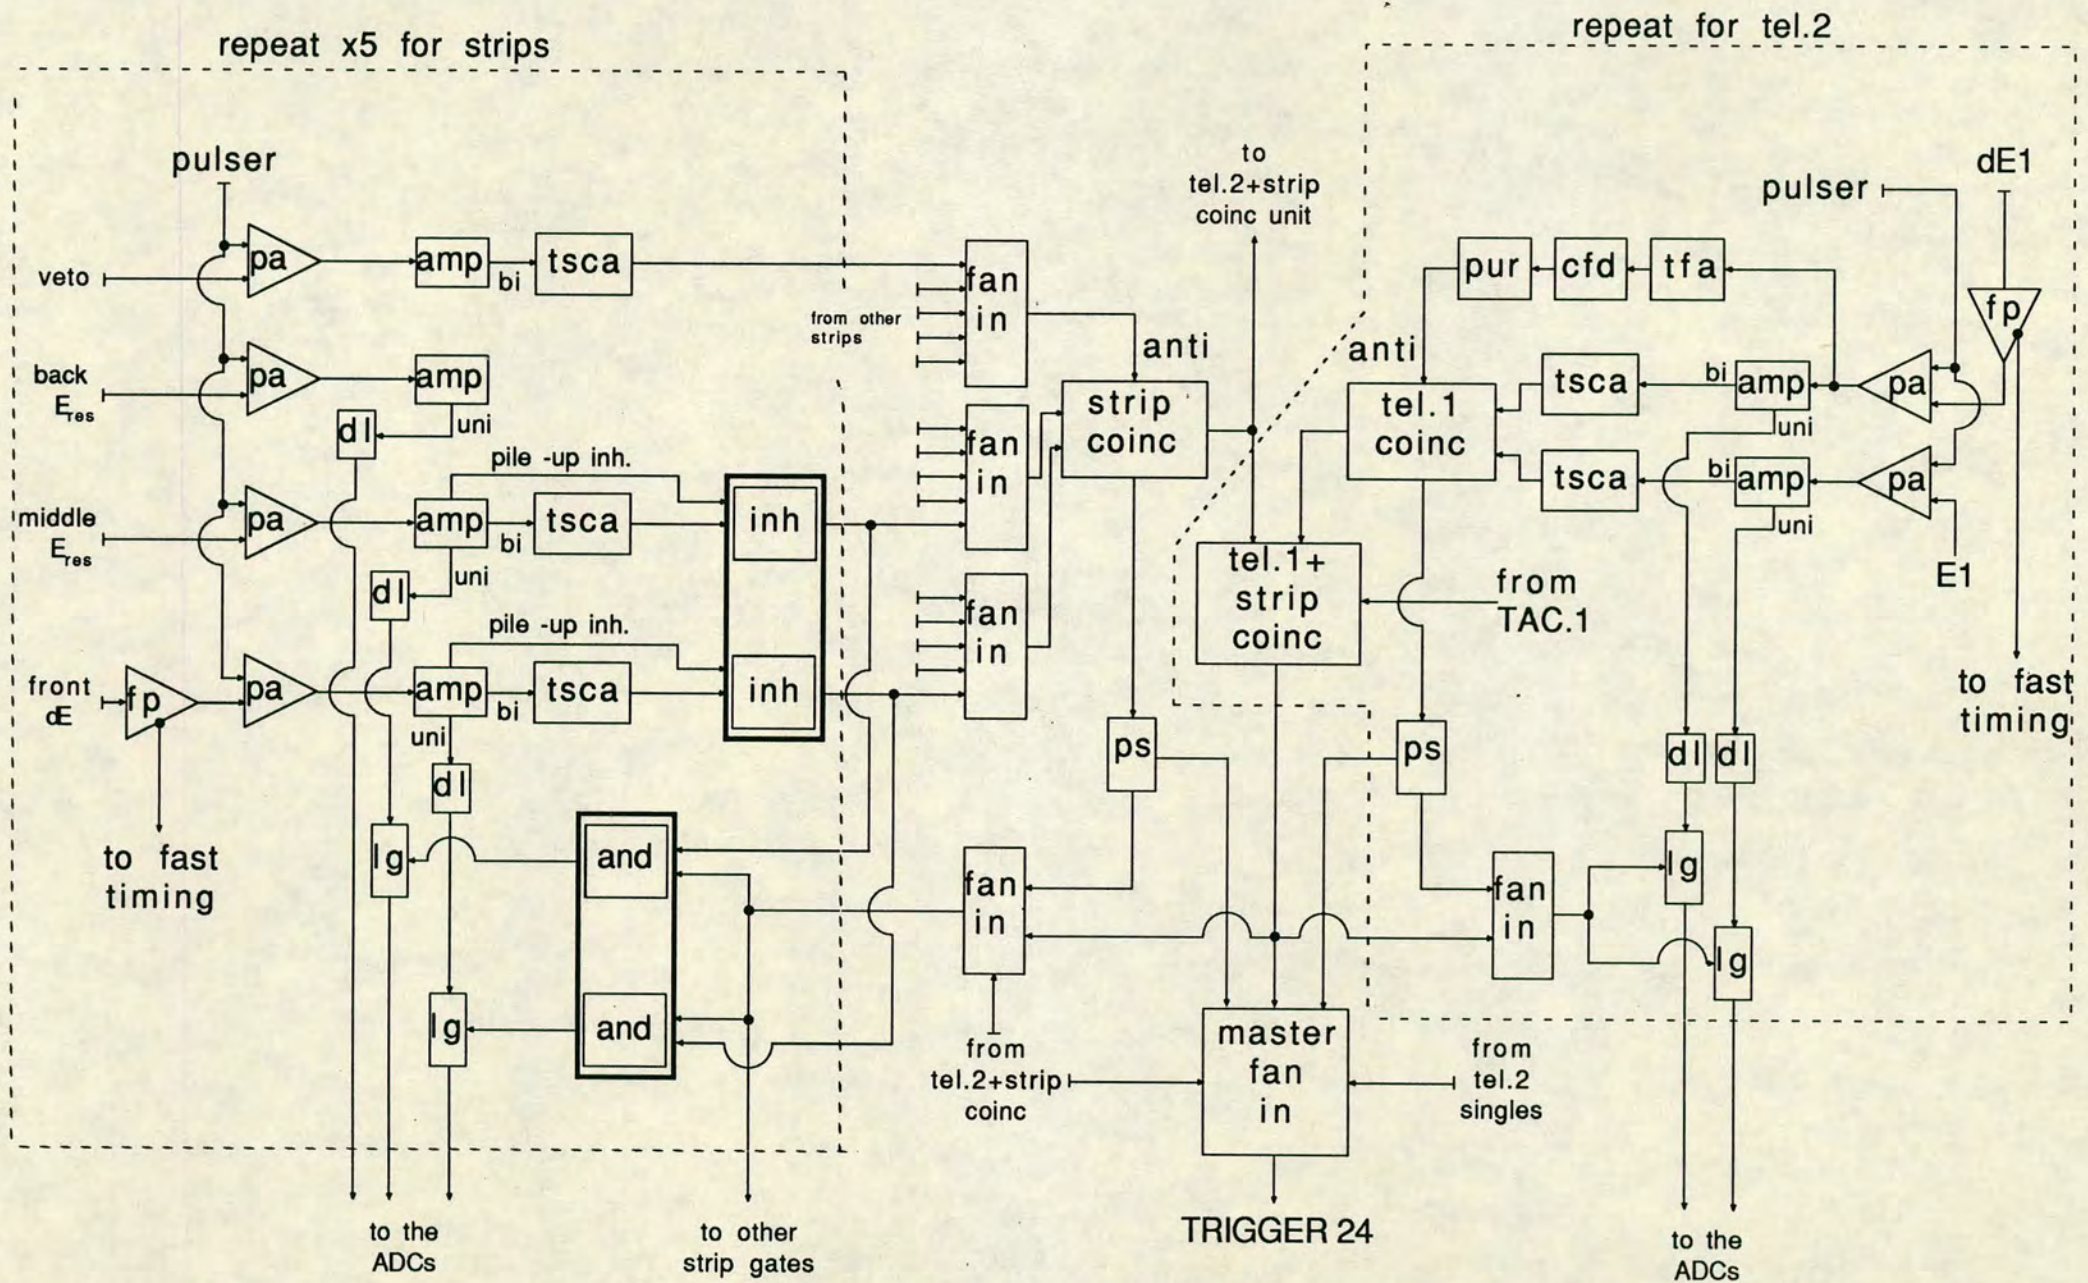 repeat x5 for strips
repeat for tel.2
pulser
to
tel.2+strip
coinc unit
pulser
dE1
veto
pa
amp
bi
tsca
fan
in
from other
strips
anti
anti
pur
cfd
tfa
fp
back
Eres
pa
amp
uni
dl
strip
coinc
tel.1
coinc
tsca
bi
amp
uni
pa
fan
in
tsca
bi
amp
uni
pa
E1
pile -up inh.
middle
Eres
pa
amp
bi
tsca
inh
uni
dl
tel.1+
strip
coinc
from
TAC.1
fan
in
pile -up inh.
front
dE
fp
pa
amp
bi
tsca
inh
uni
dl
ps
ps
dl
dl
to fast
timing
to fast
timing
lg
and
fan
in
fan
in
lg
lg
lg
and
from
tel.2+strip
coinc
master
fan
in
from
tel.2
singles
to the
ADCs
to other
strip gates
TRIGGER 24
to the
ADCs